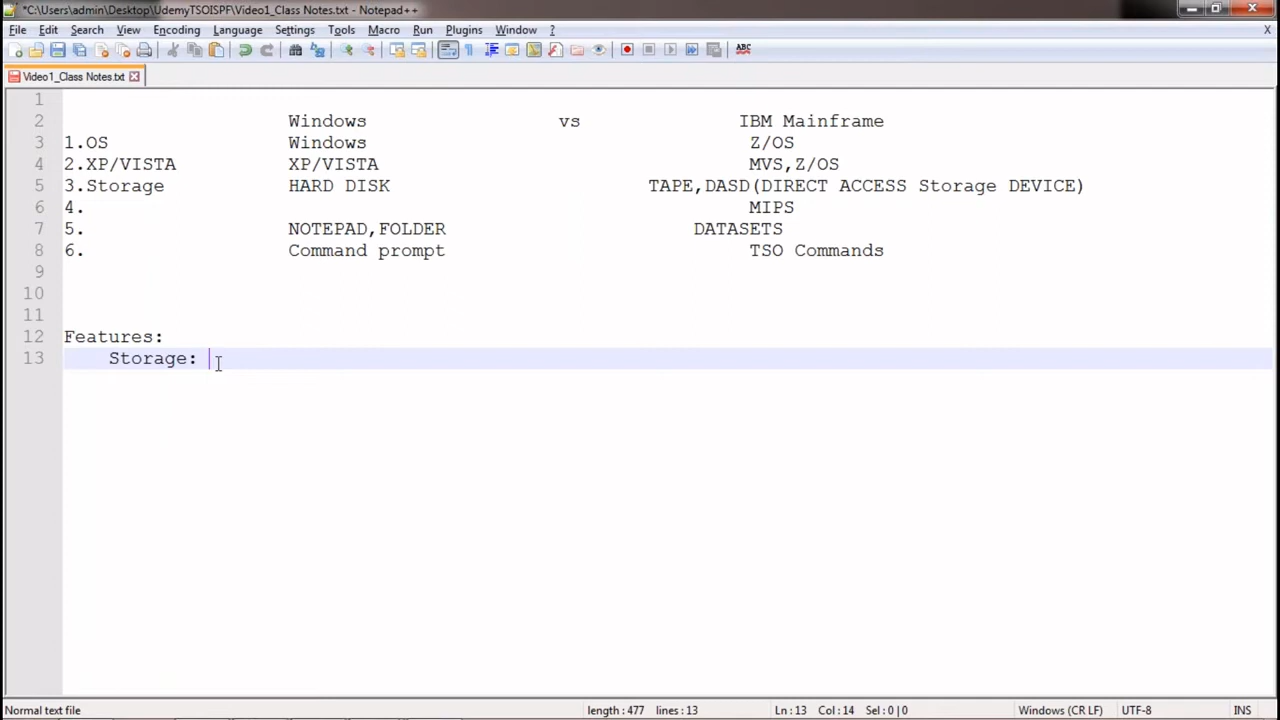 *C:\Users\admin\Desktop\UdemyTSOISPF\Video1_Class Notes.txt - Notepad++
File Edit Search View Encoding Language Settings Tools Macro Run Plugins Window ? X
ABC
Video1_Class Notes.txt
1
2 Windows vs IBM Mainframe
3 1.OS Windows Z/OS
4 2.XP/VISTA XP/VISTA MVS,Z/OS
5 3.Storage HARD DISK TAPE,DASD(DIRECT ACCESS Storage DEVICE)
6 4. MIPS
7 5. NOTEPAD,FOLDER DATASETS
8 6. Command prompt TSO Commands
9
10
11
12 Features:
13 Storage:
Normal text file length : 477 lines : 13 Ln : 13 Col : 14 Sel : 0 | 0 Windows (CR LF) UTF-8 INS